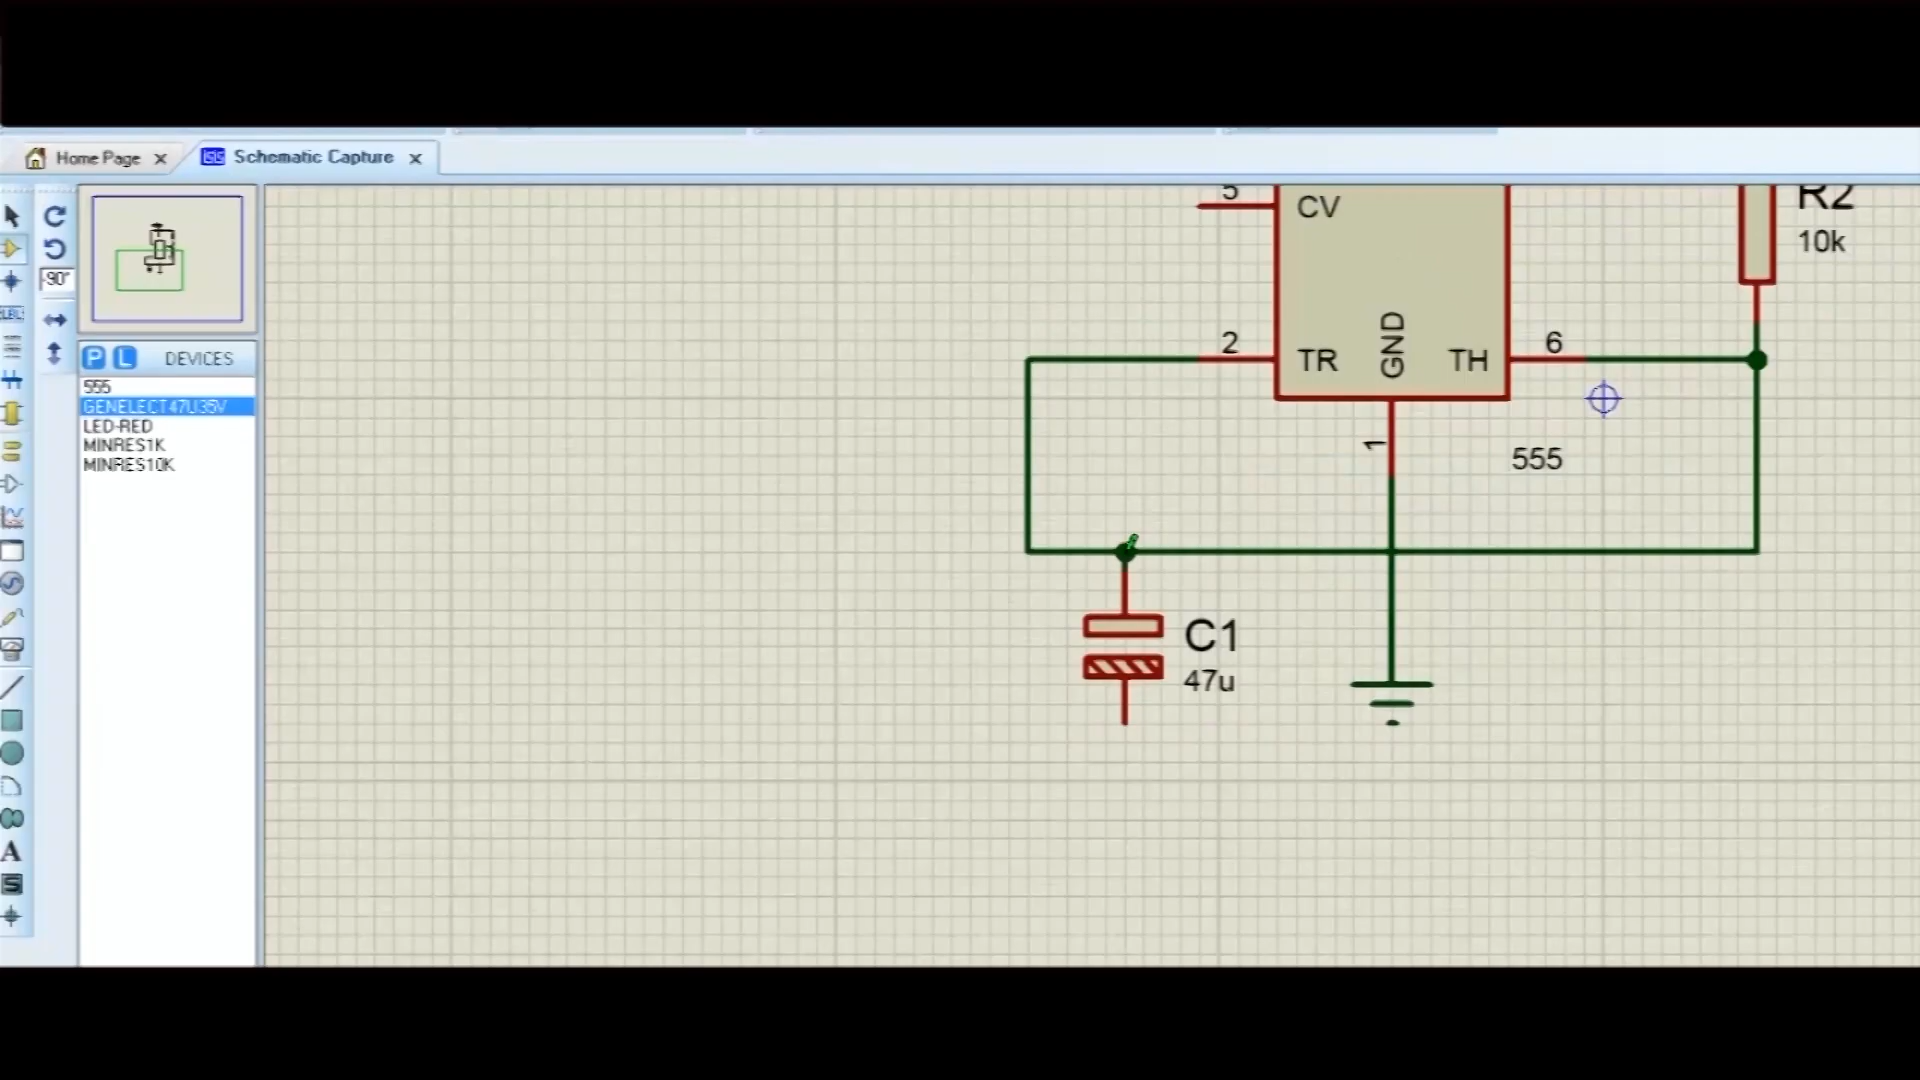 Home Page
Schematic Capture
-90°
P L DEVICES
555
GENELECT47U35V
LED-RED
MINRES1K
MINRES10K
5
CV
R2
10k
2
TR
GND
TH
6
1
555
C1
47u
LBL
A
S